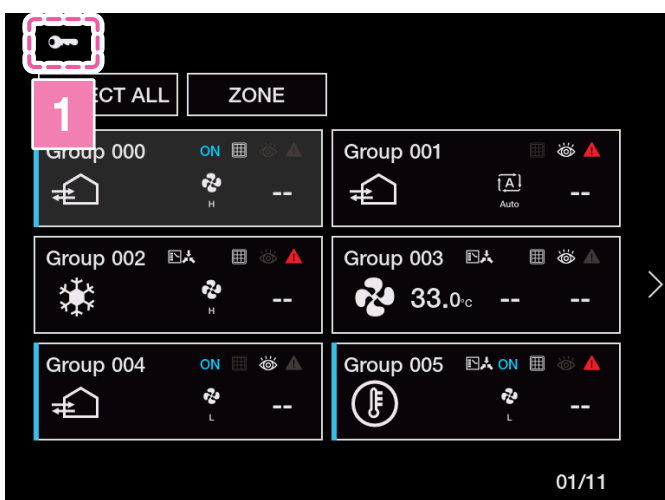 1
ECT ALL
ZONE
Group 000 ON
H --
Group 001
A
Auto --
Group 002
H --
Group 003
33.0°c -- --
Group 004 ON
L --
Group 005 ON
L --
01/11